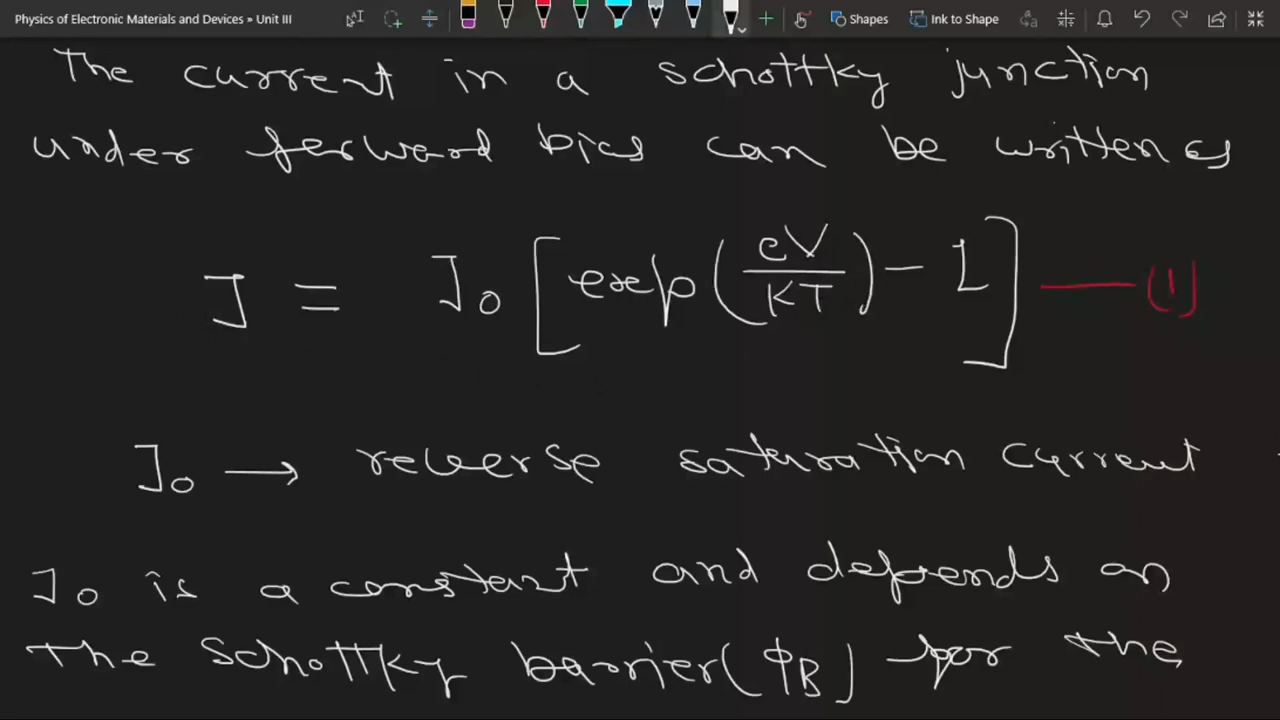 Physics of Electronic Materials and Devices » Unit III
Shapes
Ink to Shape
The current in a schottky junction
under forward bias can be written as
J = J₀ [exp(eV/KT) - 1] — (1)
J₀ → reverse saturation current
J₀ is a constant and depends on
the Schottky barrier (ϕB) for the